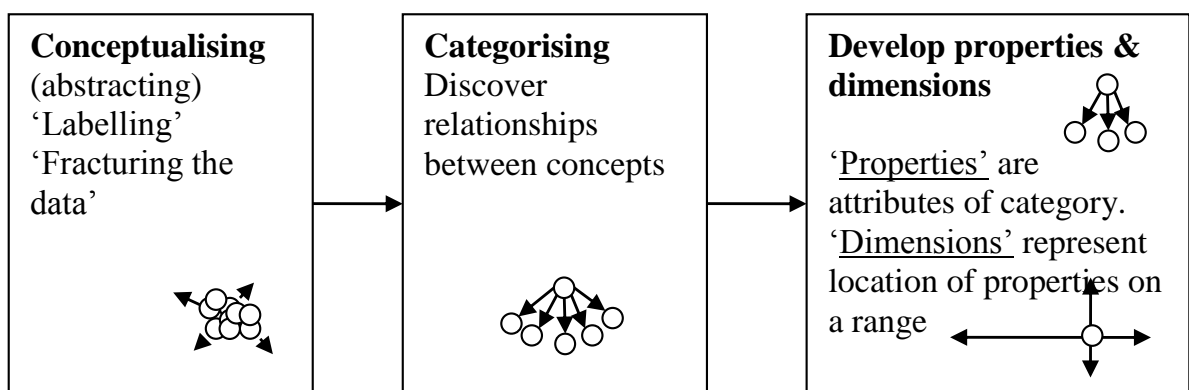 Conceptualising
(abstracting)
‘Labelling’
‘Fracturing the
data’
Categorising
Discover
relationships
between concepts
Develop properties &
dimensions
‘Properties’ are
attributes of category.
‘Dimensions’ represent
location of properties on
a range